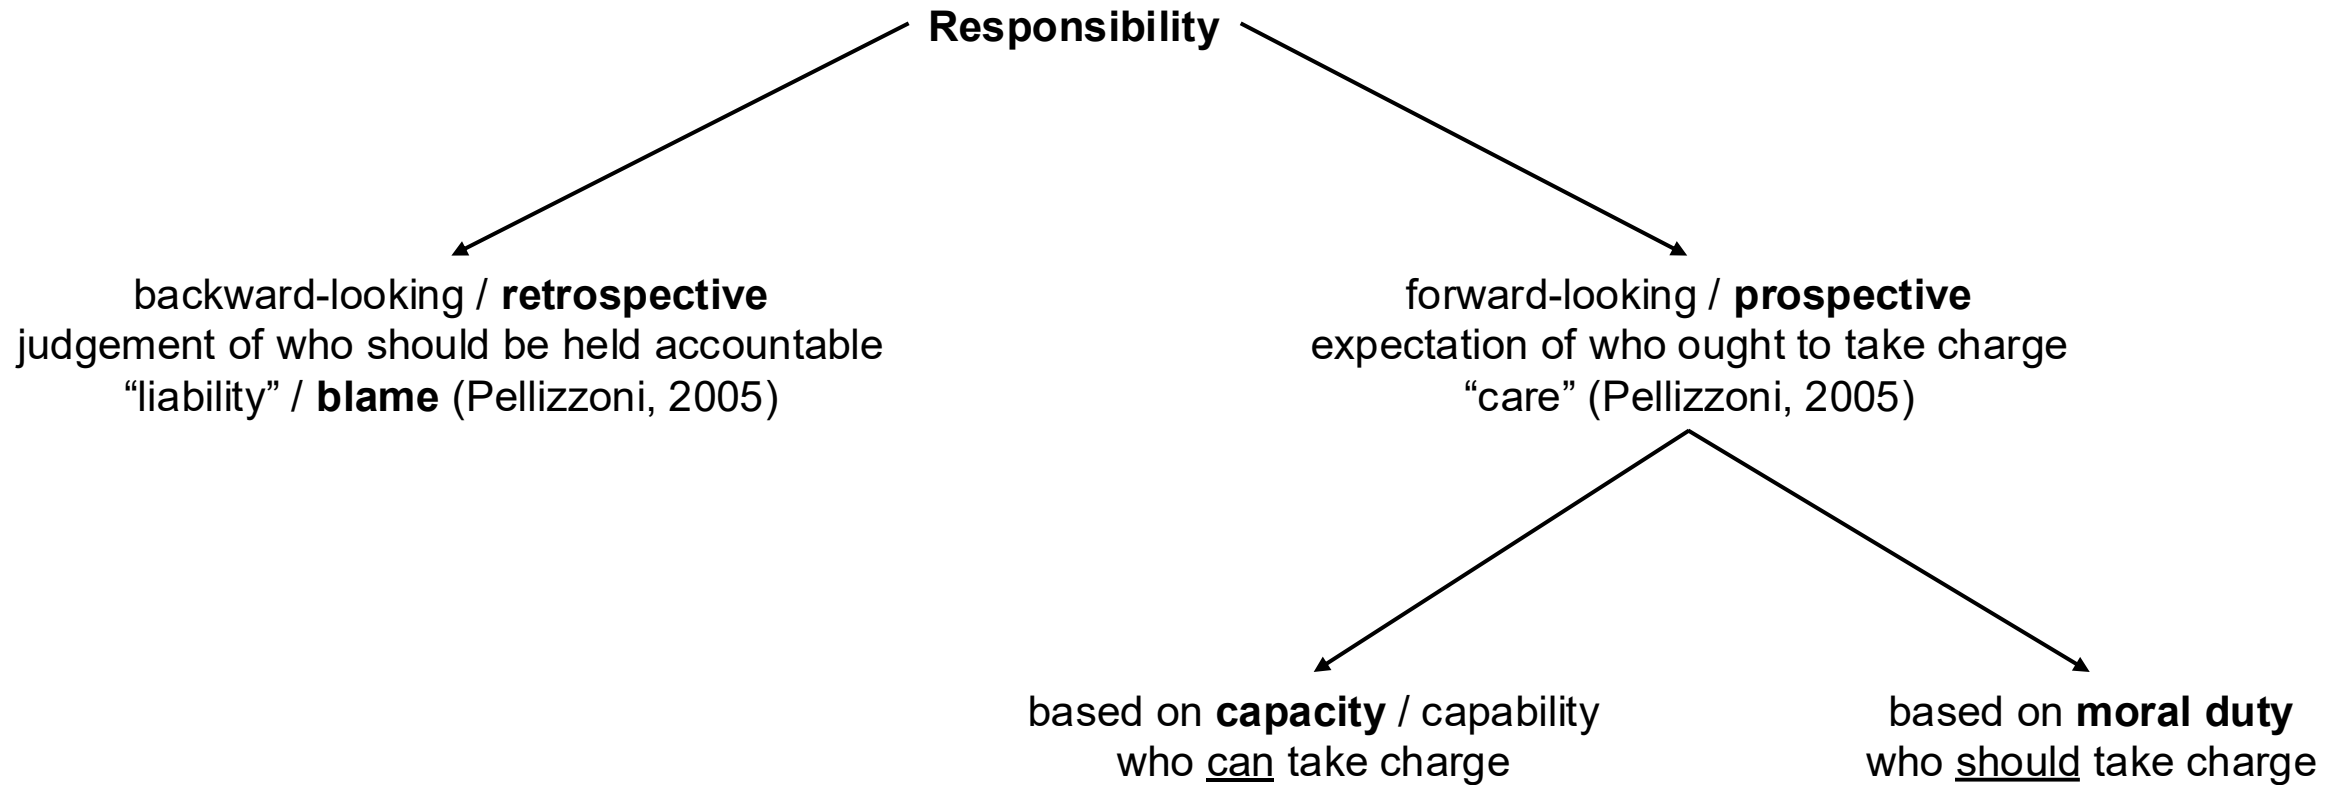 Responsibility
backward-looking / retrospective
judgement of who should be held accountable
“liability” / blame (Pellizzoni, 2005)
forward-looking / prospective
expectation of who ought to take charge
“care” (Pellizzoni, 2005)
based on capacity / capability
who can take charge
based on moral duty
who should take charge